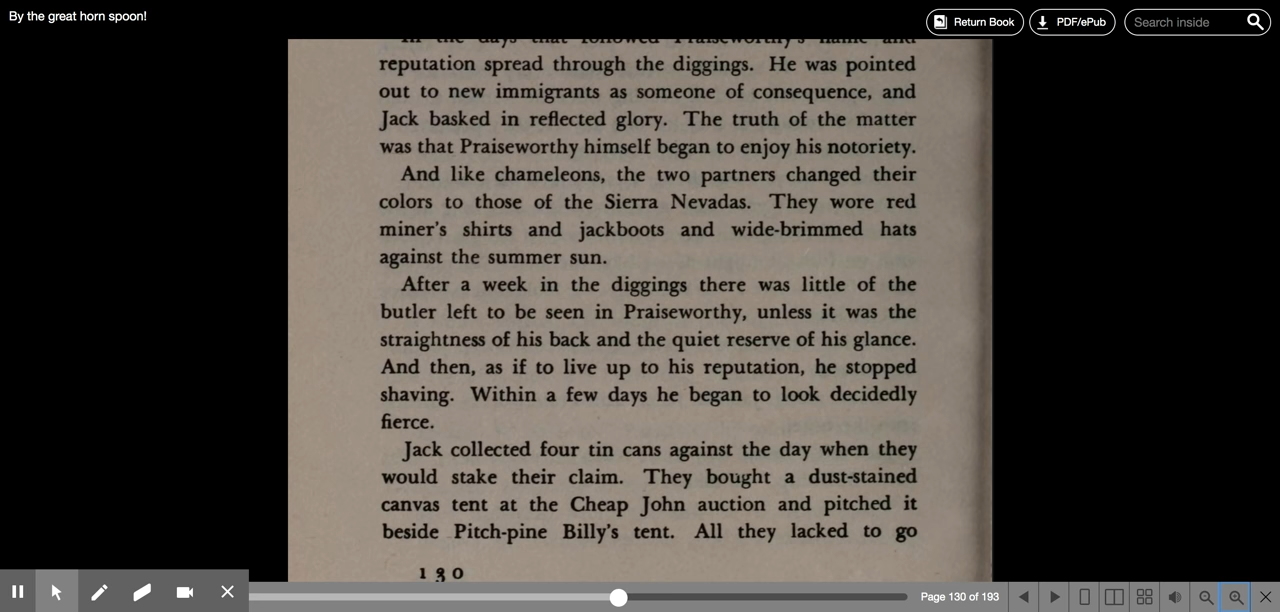 By the great horn spoon!
Return Book
PDF/ePub
Search inside
In the days that followed Praiseworthy's name and
reputation spread through the diggings. He was pointed
out to new immigrants as someone of consequence, and
Jack basked in reflected glory. The truth of the matter
was that Praiseworthy himself began to enjoy his notoriety.
And like chameleons, the two partners changed their
colors to those of the Sierra Nevadas. They wore red
miner's shirts and jackboots and wide-brimmed hats
against the summer sun.
After a week in the diggings there was little of the
butler left to be seen in Praiseworthy, unless it was the
straightness of his back and the quiet reserve of his glance.
And then, as if to live up to his reputation, he stopped
shaving. Within a few days he began to look decidedly
fierce.
Jack collected four tin cans against the day when they
would stake their claim. They bought a dust-stained
canvas tent at the Cheap John auction and pitched it
beside Pitch-pine Billy's tent. All they lacked to go
130
Page 130 of 193